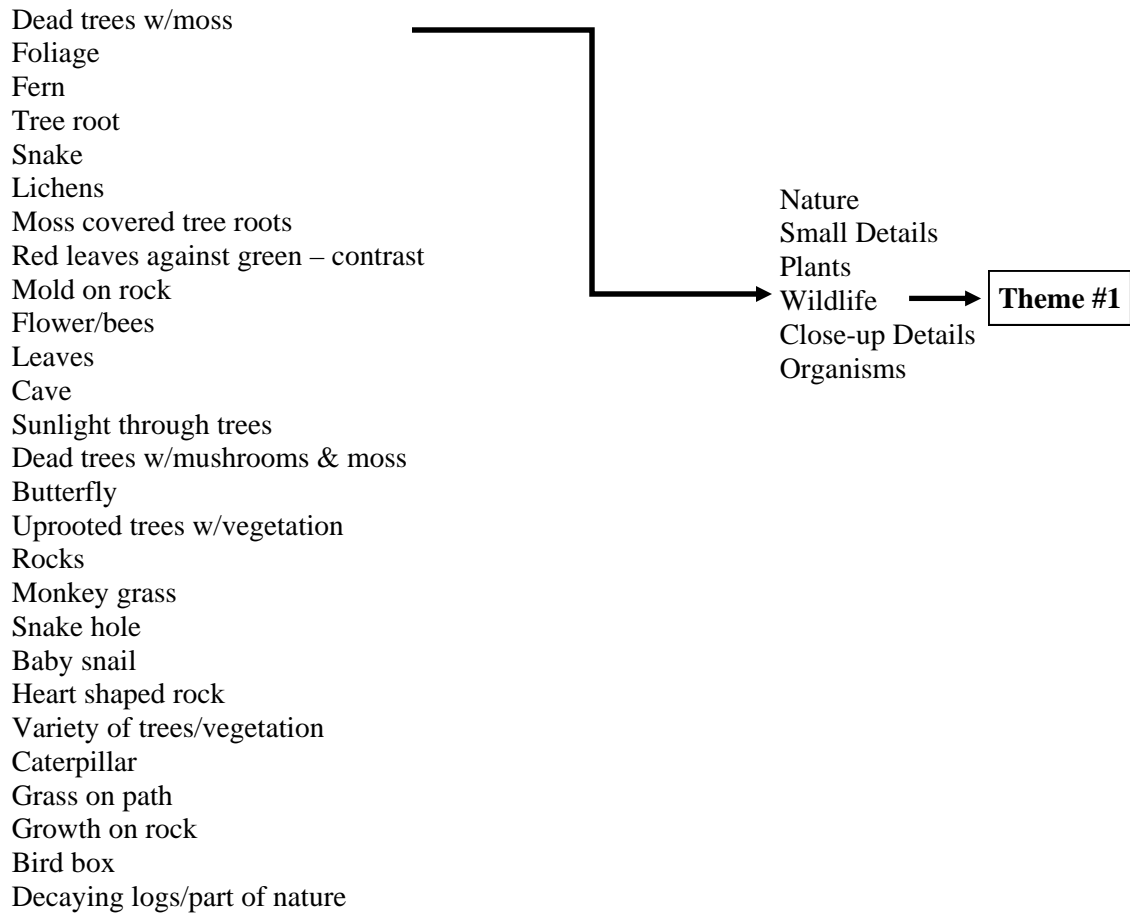 Dead trees w/moss
Foliage
Fern
Tree root
Snake
Lichens
Moss covered tree roots
Red leaves against green – contrast
Mold on rock
Flower/bees
Leaves
Cave
Sunlight through trees
Dead trees w/mushrooms & moss
Butterfly
Uprooted trees w/vegetation
Rocks
Monkey grass
Snake hole
Baby snail
Heart shaped rock
Variety of trees/vegetation
Caterpillar
Grass on path
Growth on rock
Bird box
Decaying logs/part of nature
Nature
Small Details
Plants
Wildlife
Close-up Details
Organisms
Theme #1